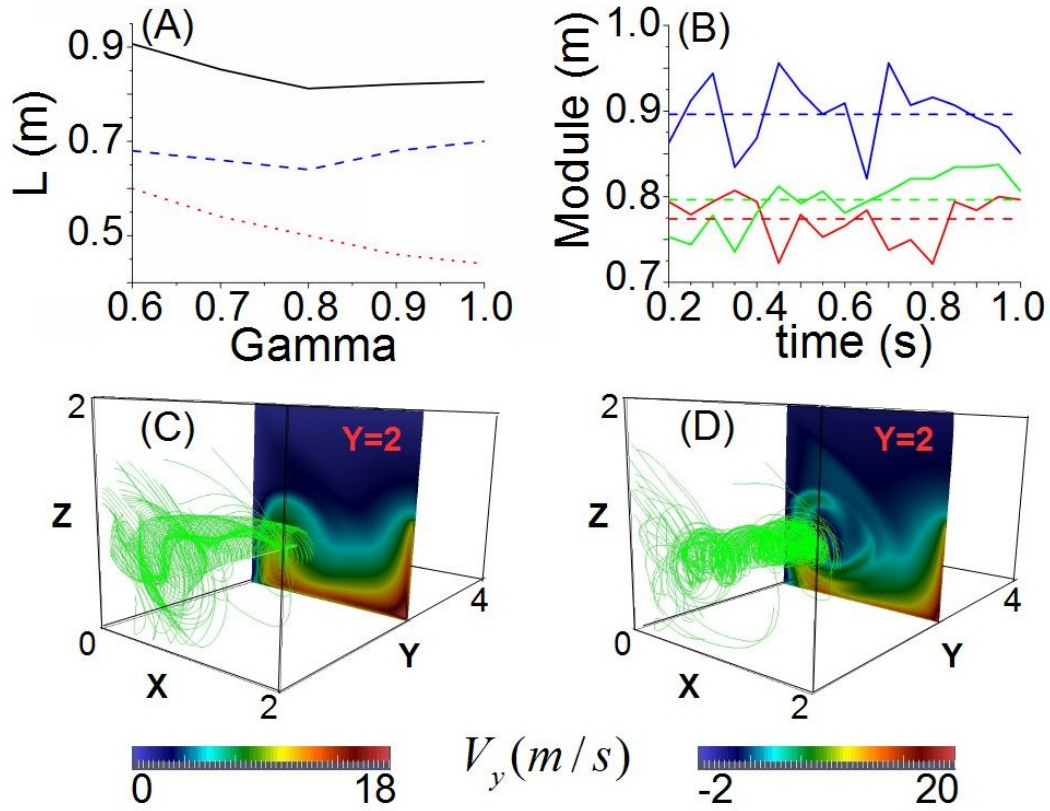 (A)
0.9
0.7
0.5
L (m)
0.6 0.7 0.8 0.9 1.0
Gamma
(B)
1.0
0.9
0.8
0.7
Module (m)
0.2 0.4 0.6 0.8 1.0
time (s)
(C)
2
Z
0
X
2
Y
4
Y=2
(D)
2
Z
0
X
2
Y
4
Y=2
0 18
V_y(m/s)
-2 20